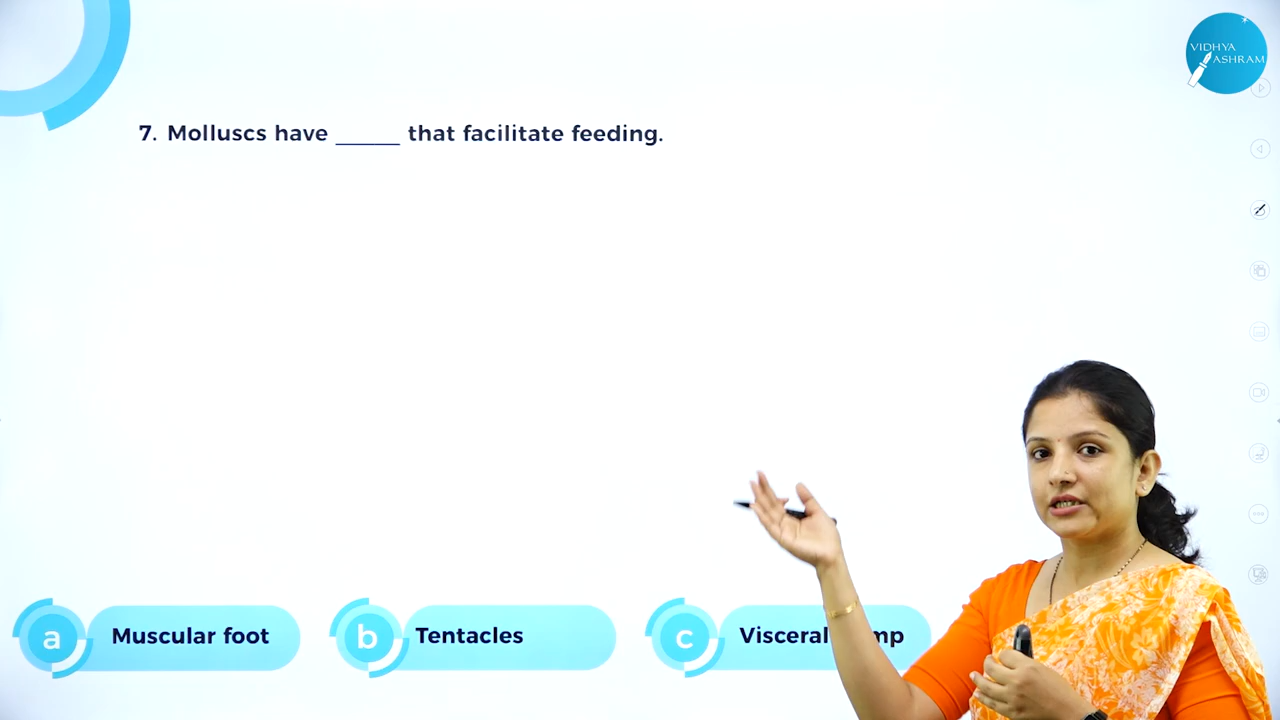 VIDHYA
ASHRAM
7. Molluscs have ______ that facilitate feeding.
a Muscular foot
b Tentacles
c Visceral